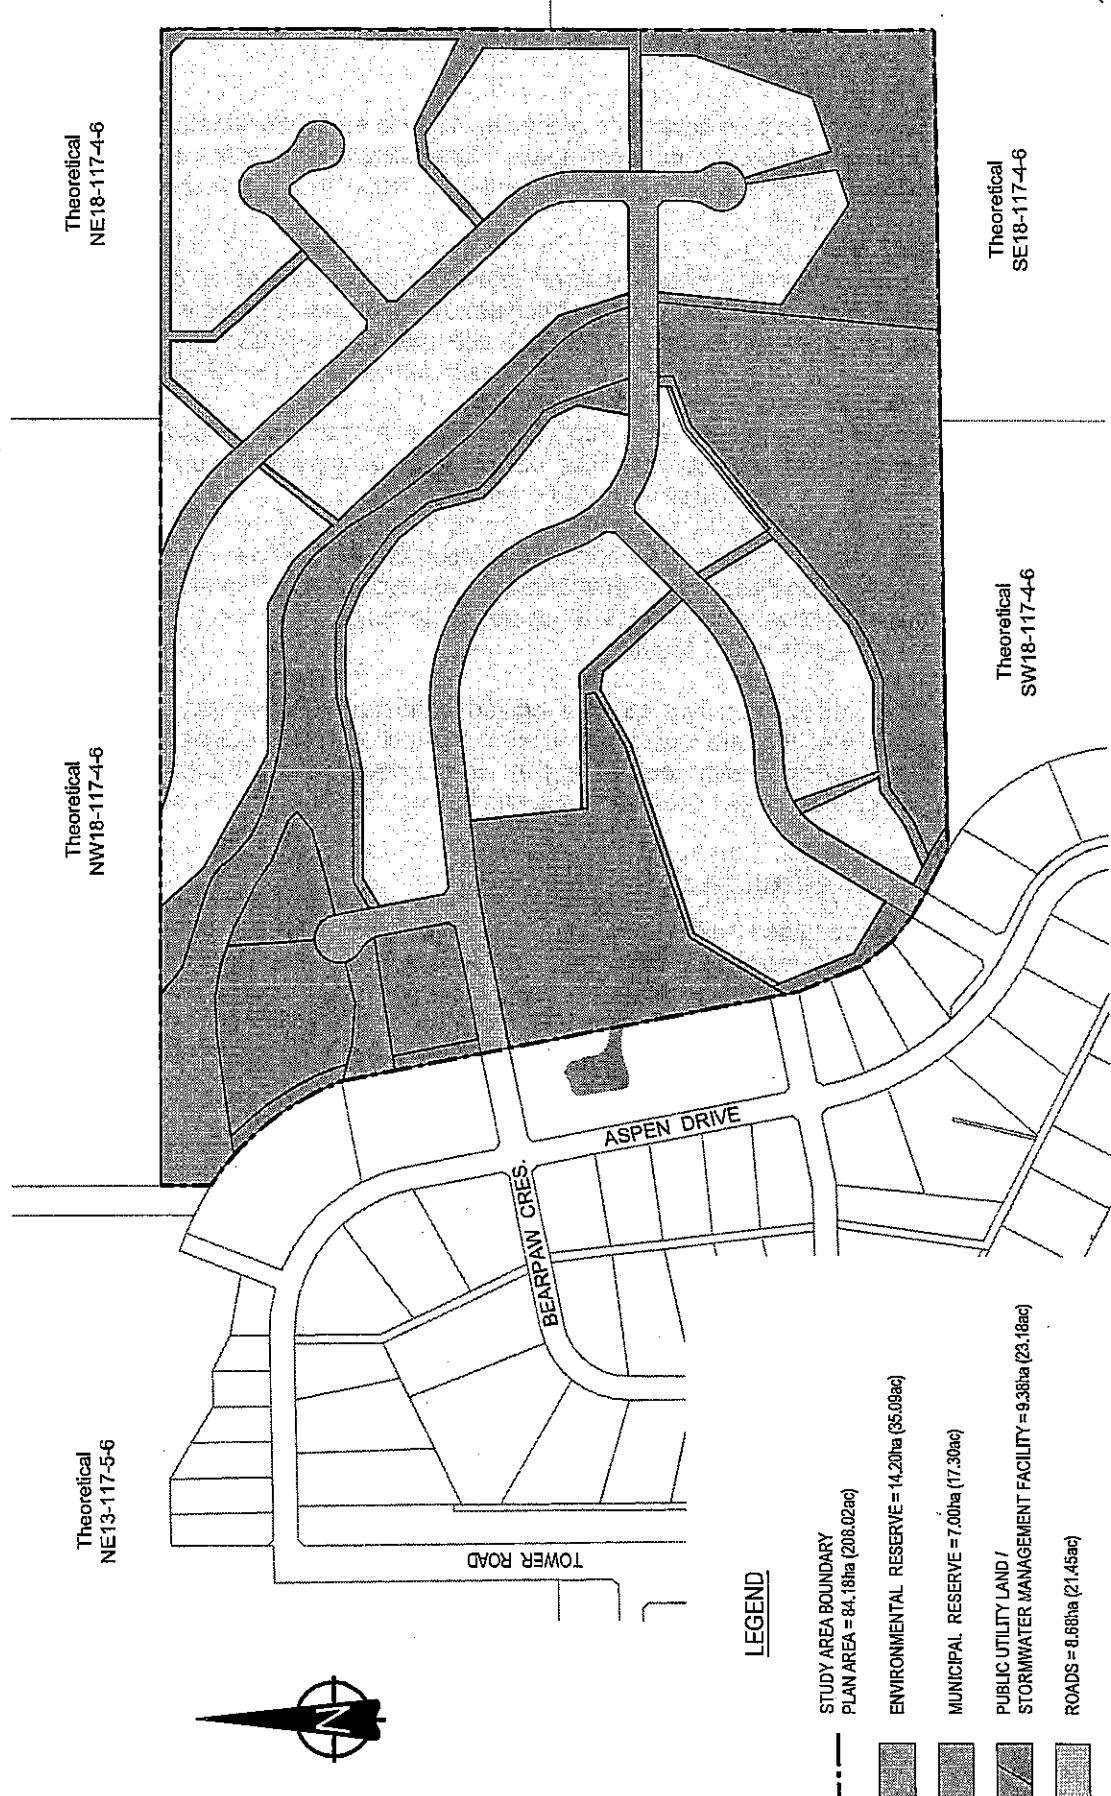 Theoretical
NE13-117-5-6
Theoretical
NW18-117-4-6
Theoretical
NE18-117-4-6
Theoretical
SW18-117-4-6
Theoretical
SE18-117-4-6
TOWER ROAD
BEARPAW CRES.
ASPEN DRIVE
N
LEGEND
STUDY AREA BOUNDARY
PLAN AREA = 84.18ha (208.02ac)
ENVIRONMENTAL RESERVE = 14.20ha (35.09ac)
MUNICIPAL RESERVE = 7.00ha (17.30ac)
PUBLIC UTILITY LAND /
STORMWATER MANAGEMENT FACILITY = 9.38ha (23.18ac)
ROADS = 8.68ha (21.45ac)